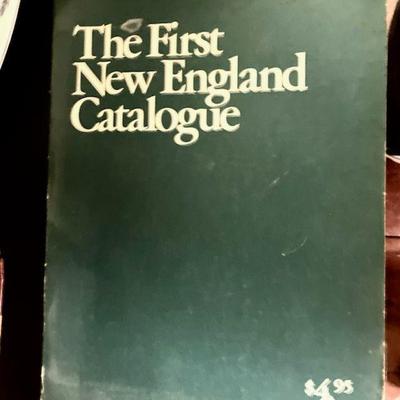 The First
New England
Catalogue
$4.95